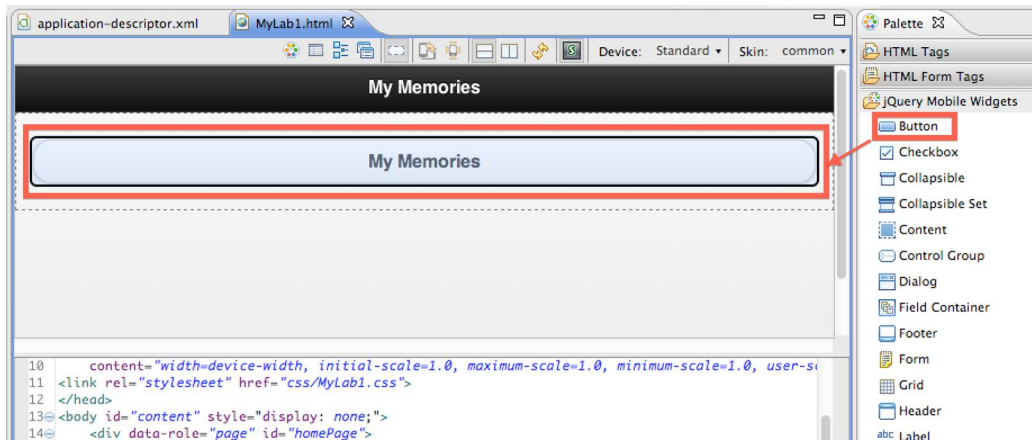 application-descriptor.xml
MyLab1.html
Device: Standard
Skin: common
My Memories
My Memories
10 content="width=device-width, initial-scale=1.0, maximum-scale=1.0, minimum-scale=1.0, user-s
11 <link rel="stylesheet" href="css/MyLab1.css">
12 </head>
13 <body id="content" style="display: none;">
14 <div data-role="page" id="homePage">
Palette
HTML Tags
HTML Form Tags
jQuery Mobile Widgets
Button
Checkbox
Collapsible
Collapsible Set
Content
Control Group
Dialog
Field Container
Footer
Form
Grid
Header
abc Label